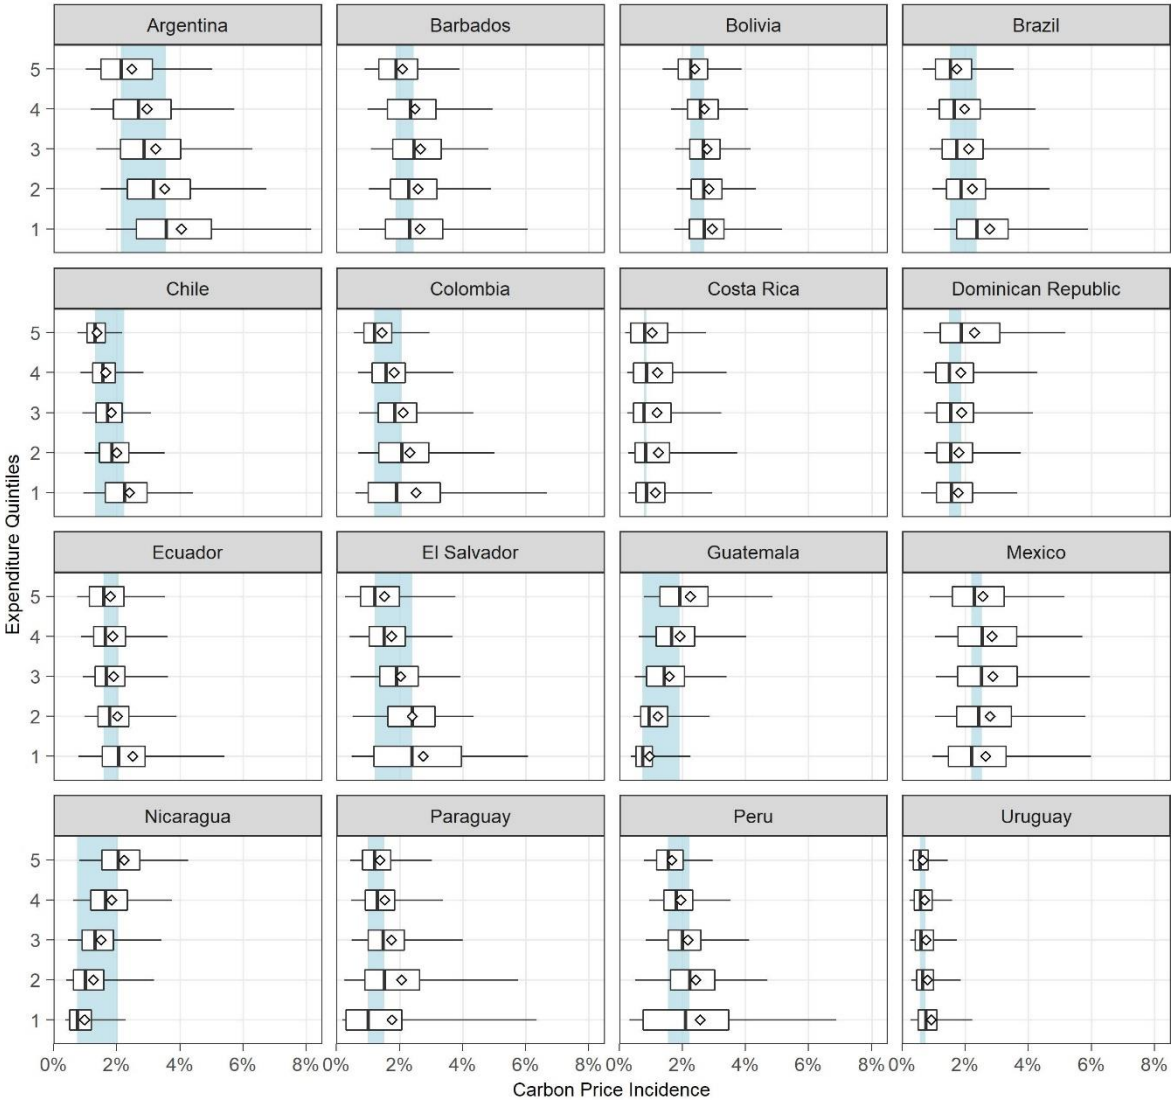 Argentina Barbados Bolivia Brazil
5
4
3
2
1
Chile Colombia Costa Rica Dominican Republic
5
4
3
2
1
Expenditure Quintiles
Ecuador El Salvador Guatemala Mexico
5
4
3
2
1
Nicaragua Paraguay Peru Uruguay
5
4
3
2
1
0% 2% 4% 6% 8% 0% 2% 4% 6% 8% 0% 2% 4% 6% 8% 0% 2% 4% 6% 8%
Carbon Price Incidence